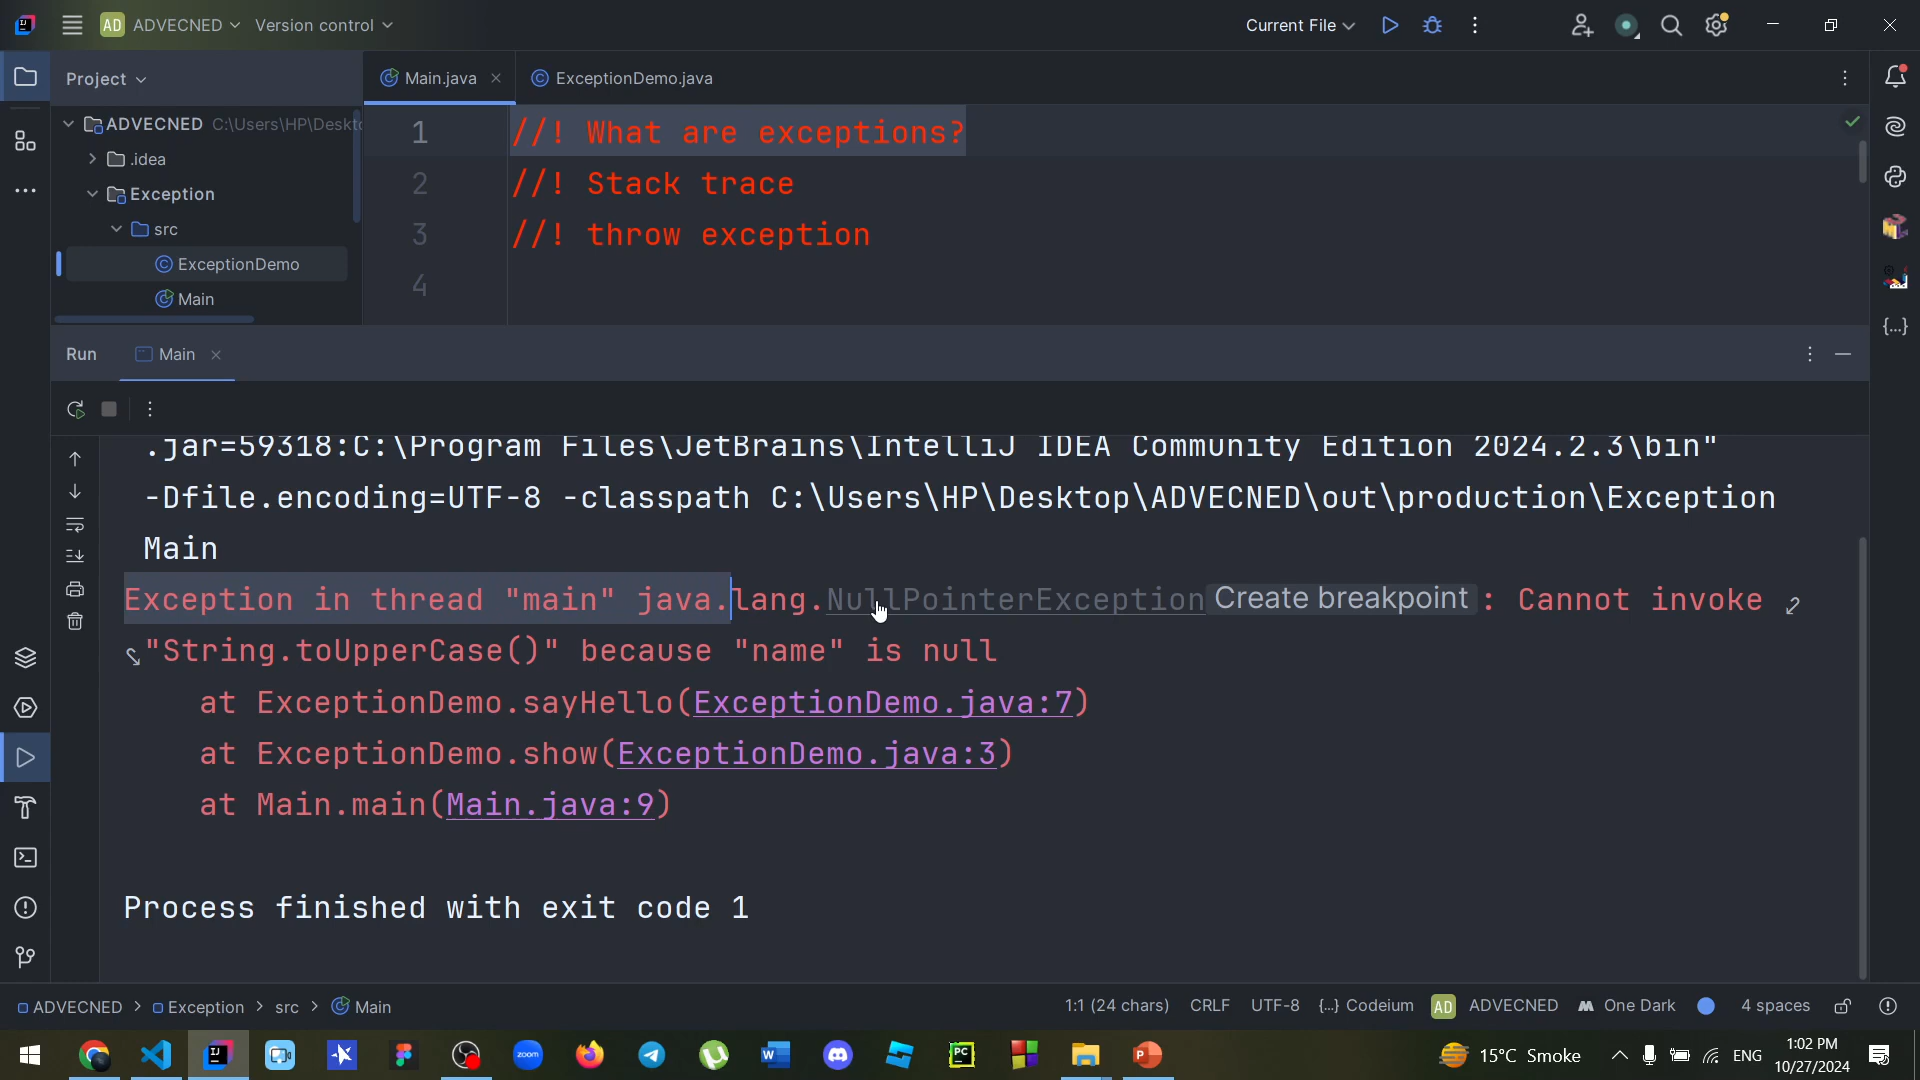 AD ADVECNED Version control Current File
Project Main.java ExceptionDemo.java
ADVECNED C:\Users\HP\Deskt
.idea
Exception
src
ExceptionDemo
Main
1 //! What are exceptions?
2 //! Stack trace
3 //! throw exception
4
Run Main
.jar=59318:C:\Program Files\JetBrains\IntelliJ IDEA Community Edition 2024.2.3\bin"
-Dfile.encoding=UTF-8 -classpath C:\Users\HP\Desktop\ADVECNED\out\production\Exception
Main
Exception in thread "main" java.lang.NullPointerException Create breakpoint : Cannot invoke
"String.toUpperCase()" because "name" is null
at ExceptionDemo.sayHello(ExceptionDemo.java:7)
at ExceptionDemo.show(ExceptionDemo.java:3)
at Main.main(Main.java:9)
Process finished with exit code 1
ADVECNED > Exception > src > Main 1:1 (24 chars) CRLF UTF-8 {...} Codeium AD ADVECNED One Dark 4 spaces
zoom 15°C Smoke ENG 1:02 PM
10/27/2024